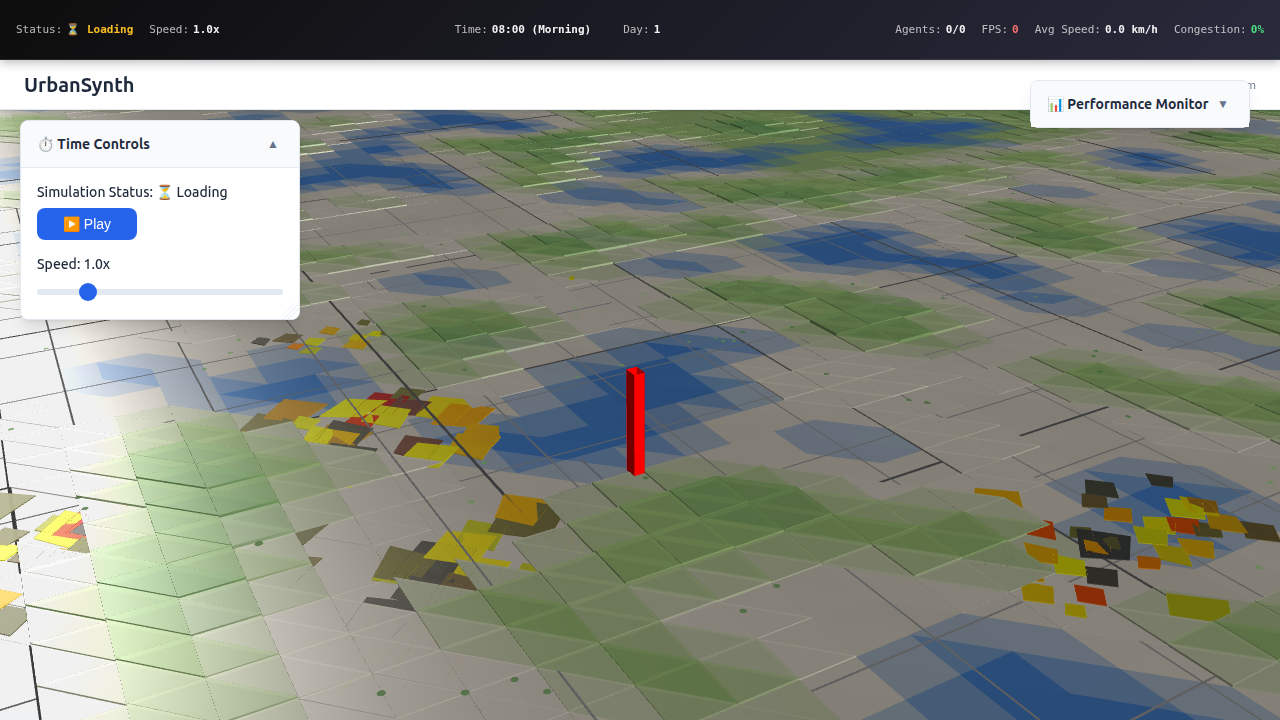 Status: ⏳ Loading Speed: 1.0x Time: 08:00 (Morning) Day: 1 Agents: 0/0 FPS: 0 Avg Speed: 0.0 km/h Congestion: 0%
UrbanSynth
📊 Performance Monitor ▼
⏱️ Time Controls ▲
Simulation Status: ⏳ Loading
▶️ Play
Speed: 1.0x